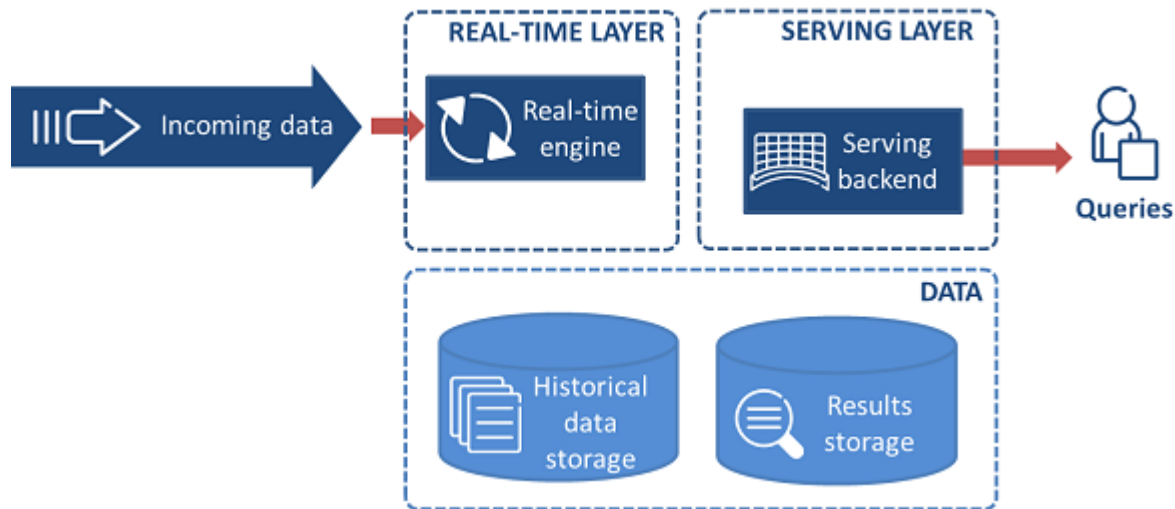 REAL-TIME LAYER
SERVING LAYER
Incoming data
Real-time
engine
Serving
backend
Queries
DATA
Historical
data
storage
Results
storage